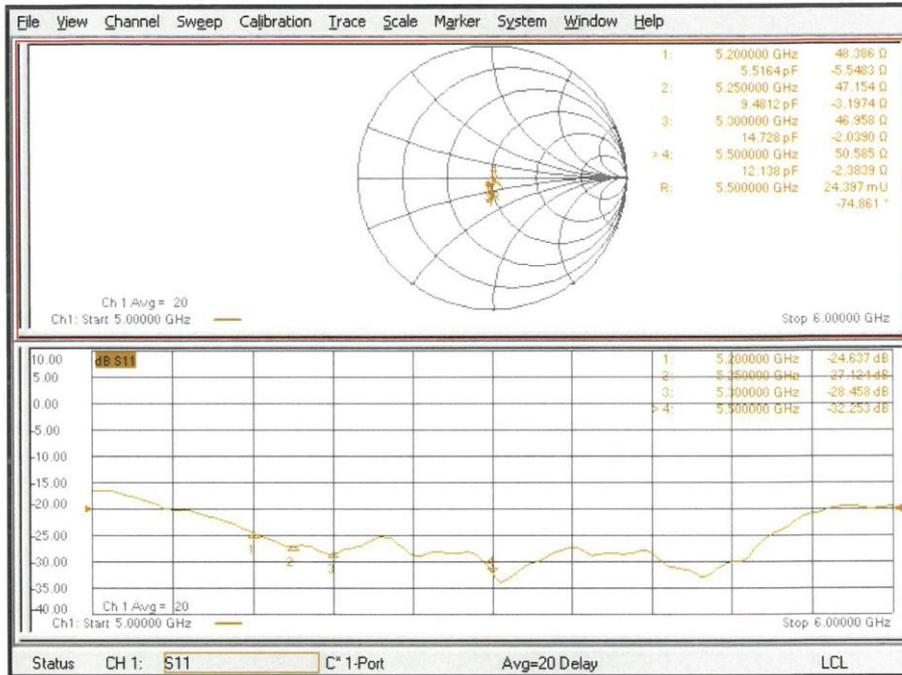 File View Channel Sweep Calibration Trace Scale Marker System Window Help
1: 5.200000 GHz 48.386 Ω
5.5164 pF -5.5483 Ω
2: 5.250000 GHz 47.154 Ω
9.4812 pF -3.1974 Ω
3: 5.300000 GHz 46.958 Ω
14.728 pF -2.0390 Ω
> 4: 5.500000 GHz 50.585 Ω
12.138 pF -2.3839 Ω
R: 5.500000 GHz 24.397 mU
-74.861 °
Ch 1 Avg = 20
Ch1: Start 5.00000 GHz
Stop 6.00000 GHz
10.00
5.00
0.00
-5.00
-10.00
-15.00
-20.00
-25.00
-30.00
-35.00
-40.00
dB S11
1: 5.200000 GHz -24.637 dB
2: 5.250000 GHz -27.124 dB
3: 5.300000 GHz -28.458 dB
> 4: 5.500000 GHz -32.253 dB
1
2
3
4
Ch 1 Avg = 20
Ch1: Start 5.00000 GHz
Stop 6.00000 GHz
Status CH 1: S11 C* 1-Port Avg=20 Delay LCL